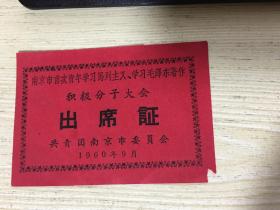 南京市首次青年学习马列主义、学习毛泽东著作
积极分子大会
出席証
共青团南京市委員会
1960年9月